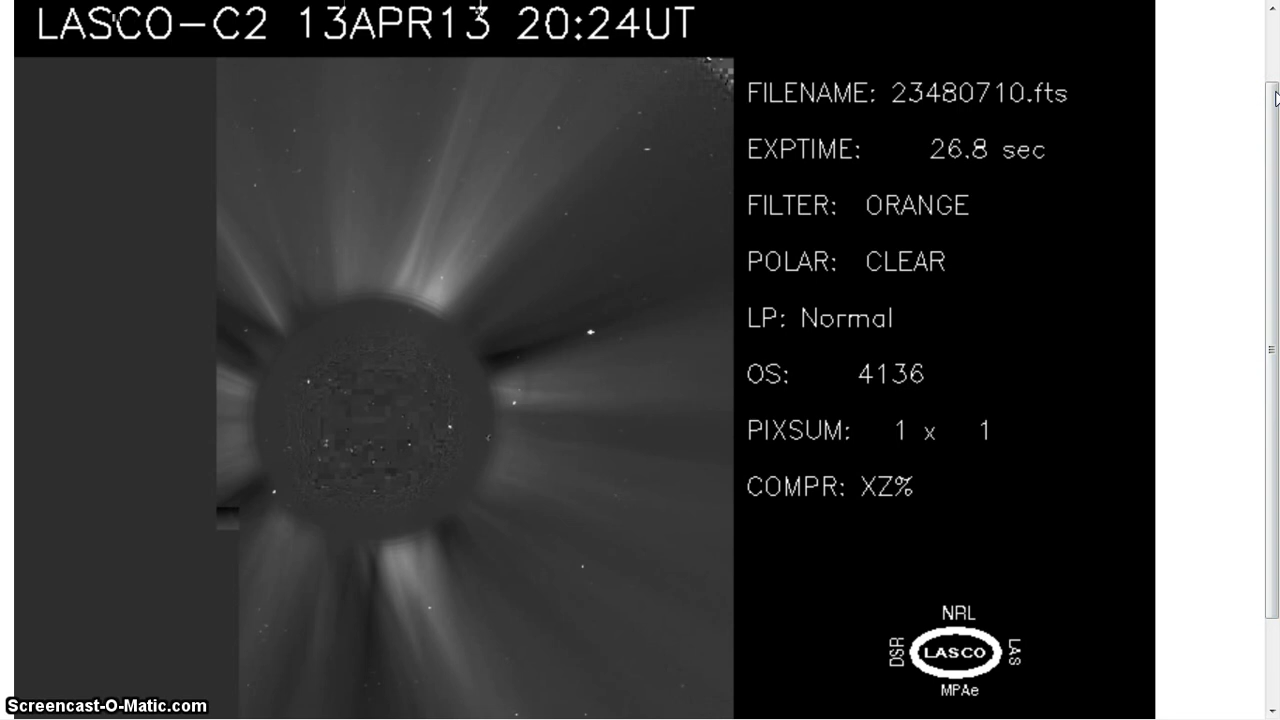 LASCO-C2 13APR13 20:24UT
FILENAME: 23480710.fts
EXPTIME: 26.8 sec
FILTER: ORANGE
POLAR: CLEAR
LP: Normal
OS: 4136
PIXSUM: 1 x 1
COMPR: XZ%
NRL
DSR LASCO LAS
MPAe
Screencast-O-Matic.com